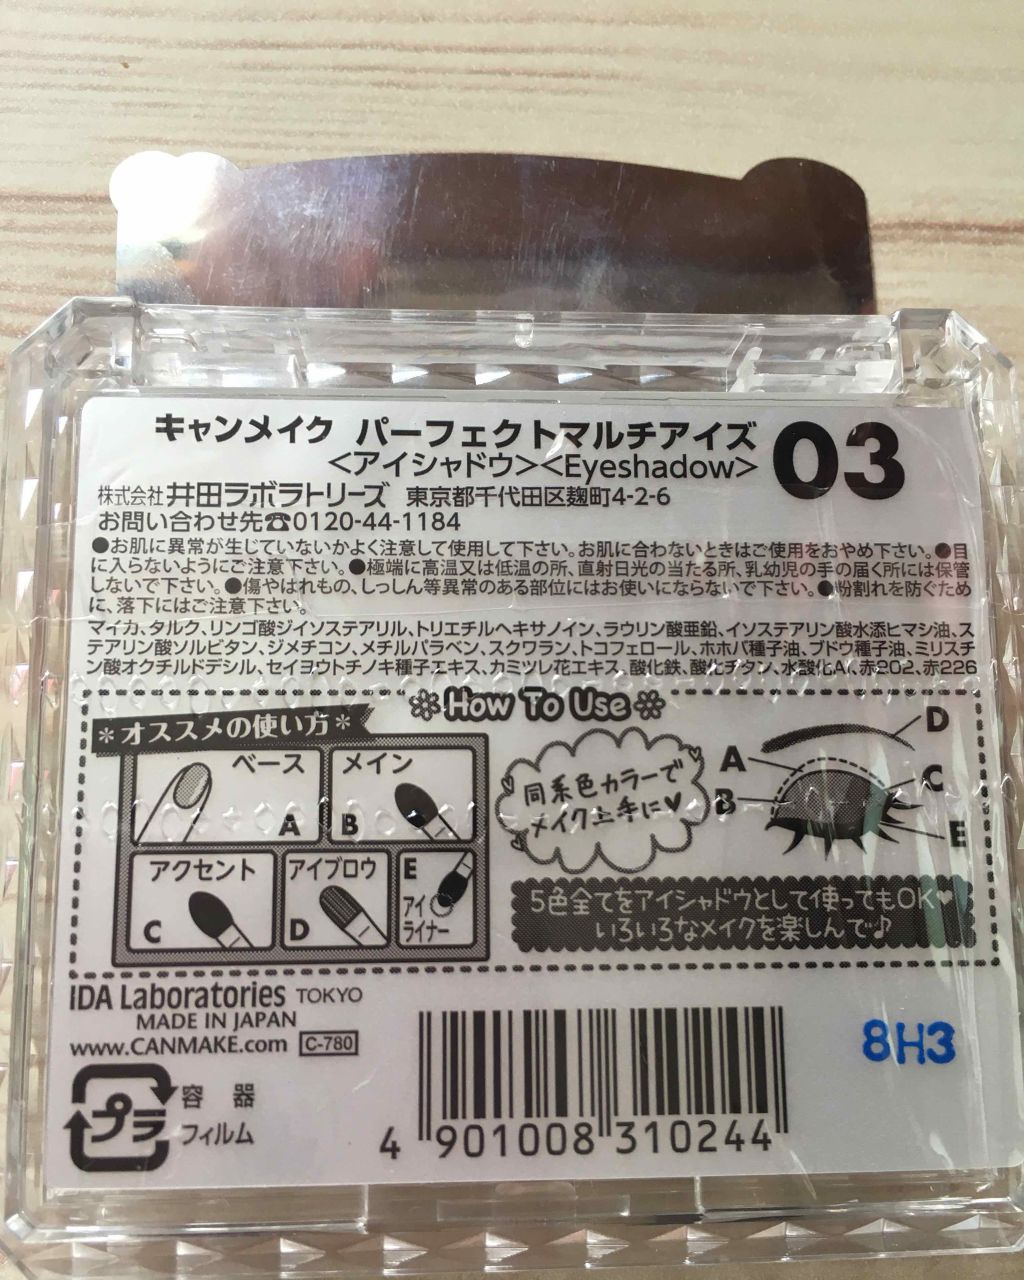 キャンメイク パーフェクトマルチアイズ 03
<アイシャドウ><Eyeshadow>
株式会社 井田ラボラトリーズ 東京都千代田区麹町4-2-6
お問い合わせ先☎0120-44-1184
●お肌に異常が生じていないかよく注意して使用して下さい。お肌に合わないときはご使用をおやめ下さい。●目
に入らないようにご注意下さい。●極端に高温又は低温の所、直射日光の当たる所、乳幼児の手の届く所には保管
しないで下さい。●傷やはれもの、しっしん等異常のある部位にはお使いにならないで下さい。●粉割れを防ぐため
に、落下にはご注意下さい。
マイカ、タルク、リンゴ酸ジイソステアリル、トリエチルヘキサノイン、ラウリン酸亜鉛、イソステアリン酸水添ヒマシ油、ス
テアリン酸ソルビタン、ジメチコン、メチルパラベン、スクワラン、トコフェロール、ホホバ種子油、ブドウ種子油、ミリスチ
ン酸オクチルドデシル、セイヨウトチノキ種子エキス、カミツレ花エキス、酸化鉄、酸化チタン、水酸化Al、赤202、赤226
How To Use
*オススメの使い方*
ベース
A
メイン
B
アクセント
C
アイブロウ
D
E
アイ
ライナー
同系色カラーで
メイク上手に♥
A
B
D
C
E
5色全てをアイシャドウとして使ってもOK♥
いろいろなメイクを楽しんで♪
IDA Laboratories TOKYO
MADE IN JAPAN
www.CANMAKE.com C-780
プラ
容器
フィルム
4 901008 310244
8H3